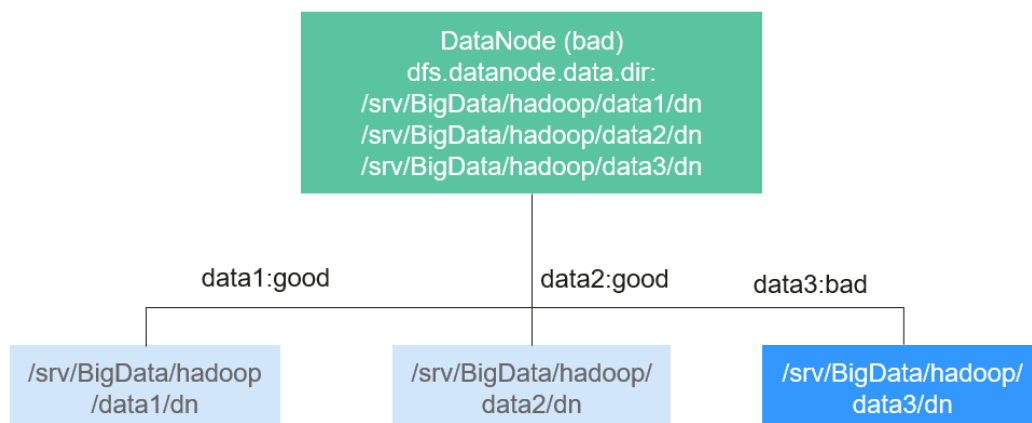 DataNode (bad)
dfs.datanode.data.dir:
/srv/BigData/hadoop/data1/dn
/srv/BigData/hadoop/data2/dn
/srv/BigData/hadoop/data3/dn
data1:good
data2:good
data3:bad
/srv/BigData/hadoop
/data1/dn
/srv/BigData/hadoop/
data2/dn
/srv/BigData/hadoop/
data3/dn